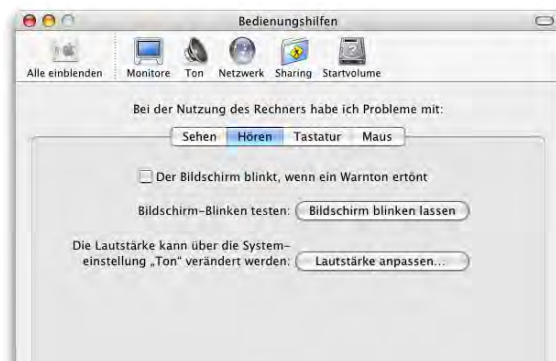 Bedienungshilfen
Alle einblenden Monitore Ton Netzwerk Sharing Startvolume
Bei der Nutzung des Rechners habe ich Probleme mit:
Sehen Hören Tastatur Maus
Der Bildschirm blinkt, wenn ein Warnton ertönt
Bildschirm-Blinken testen: Bildschirm blinken lassen
Die Lautstärke kann über die System-
einstellung „Ton“ verändert werden: Lautstärke anpassen...